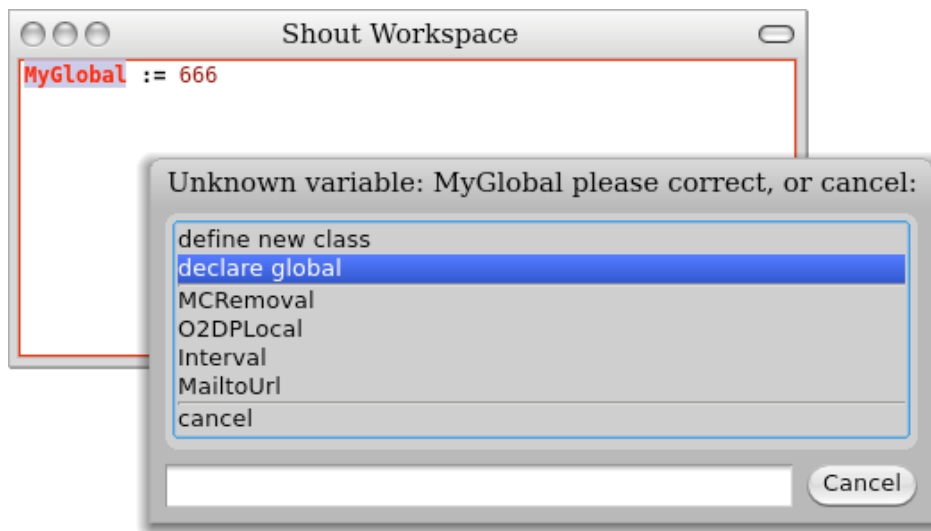 Shout Workspace
MyGlobal := 666
Unknown variable: MyGlobal please correct, or cancel:
define new class
declare global
MCRemoval
O2DPLocal
Interval
MailtoUrl
cancel
Cancel